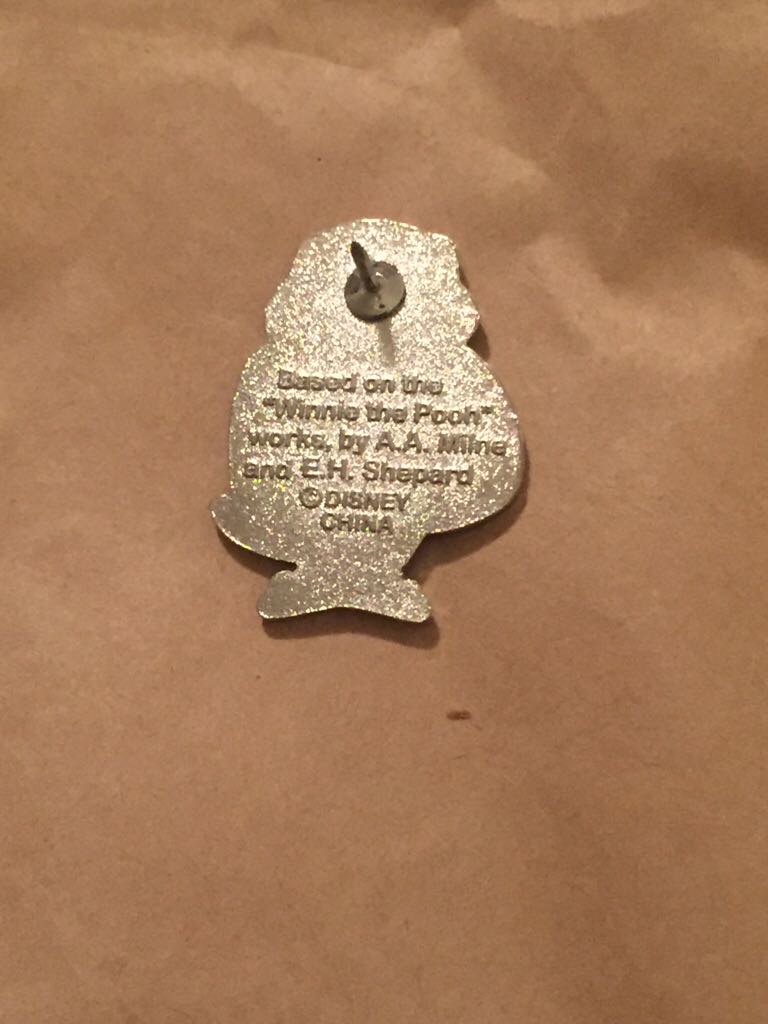 Based on the
"Winnie the Pooh"
works, by A.A. Milne
and E.H. Shepard
©DISNEY
CHINA